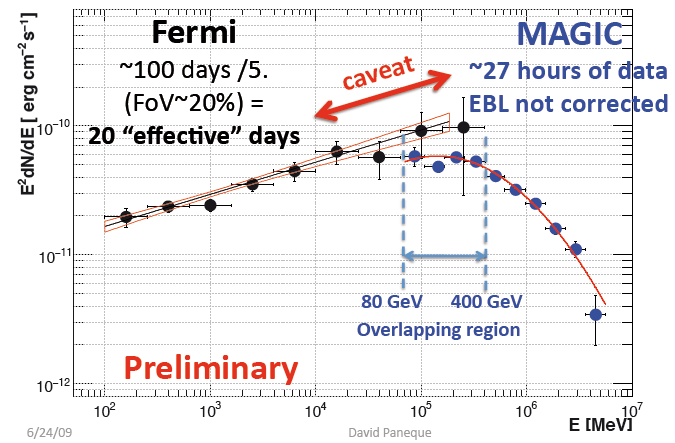 Fermi
~100 days /5.
(FoV~20%) =
20 “effective” days
caveat
MAGIC
~27 hours of data
EBL not corrected
E²dN/dE [ erg cm⁻² s⁻¹]
10⁻¹⁰
10⁻¹¹
10⁻¹²
80 GeV
400 GeV
Overlapping region
Preliminary
10²
10³
10⁴
10⁵
10⁶
10⁷
E [MeV]
6/24/09
David Paneque